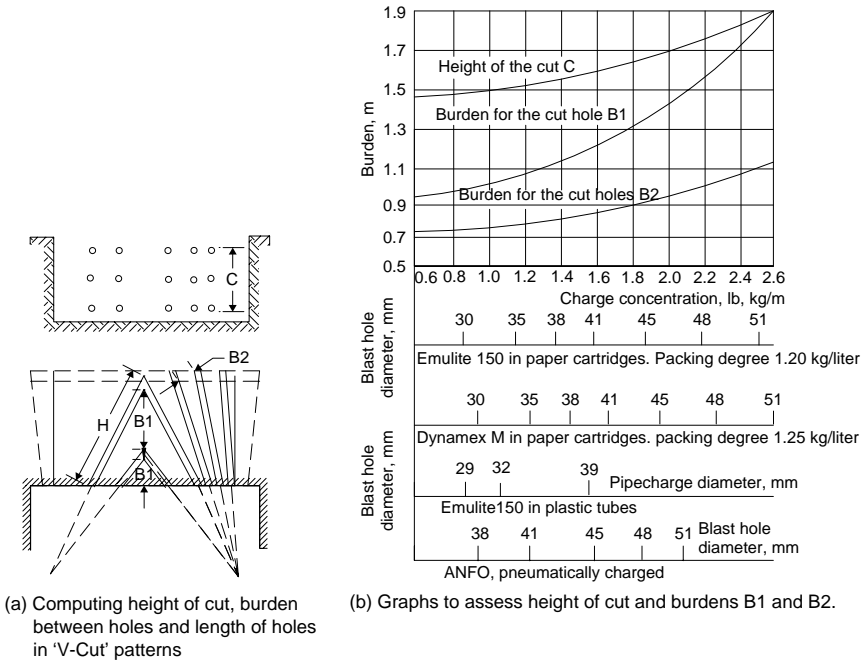 C
B2
H
B1
B1
(a) Computing height of cut, burden
between holes and length of holes
in ‘V-Cut’ patterns
1.9
1.7
1.5
1.3
1.1
0.9
0.7
0.5
Burden, m
Height of the cut C
Burden for the cut hole B1
Burden for the cut holes B2
0.6 0.8 1.0 1.2 1.4 1.6 1.8 2.0 2.2 2.4 2.6
Charge concentration, lb, kg/m
Blast hole
diameter, mm
30 35 38 41 45 48 51
Emulite 150 in paper cartridges. Packing degree 1.20 kg/liter
30 35 38 41 45 48 51
Dynamex M in paper cartridges. packing degree 1.25 kg/liter
Blast hole
diameter, mm
29 32 39 Pipecharge diameter, mm
Emulite150 in plastic tubes
38 41 45 48 51 Blast hole
diameter, mm
ANFO, pneumatically charged
(b) Graphs to assess height of cut and burdens B1 and B2.